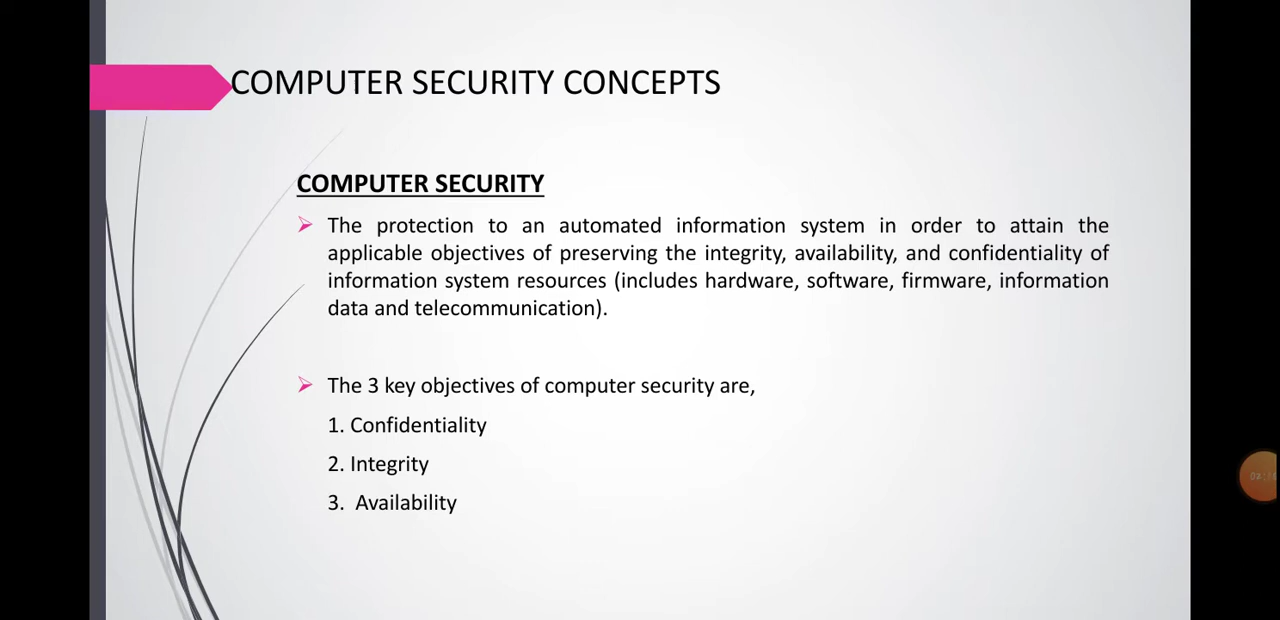 COMPUTER SECURITY CONCEPTS
COMPUTER SECURITY
The protection to an automated information system in order to attain the
applicable objectives of preserving the integrity, availability, and confidentiality of
information system resources (includes hardware, software, firmware, information
data and telecommunication).
The 3 key objectives of computer security are,
1. Confidentiality
2. Integrity
3. Availability